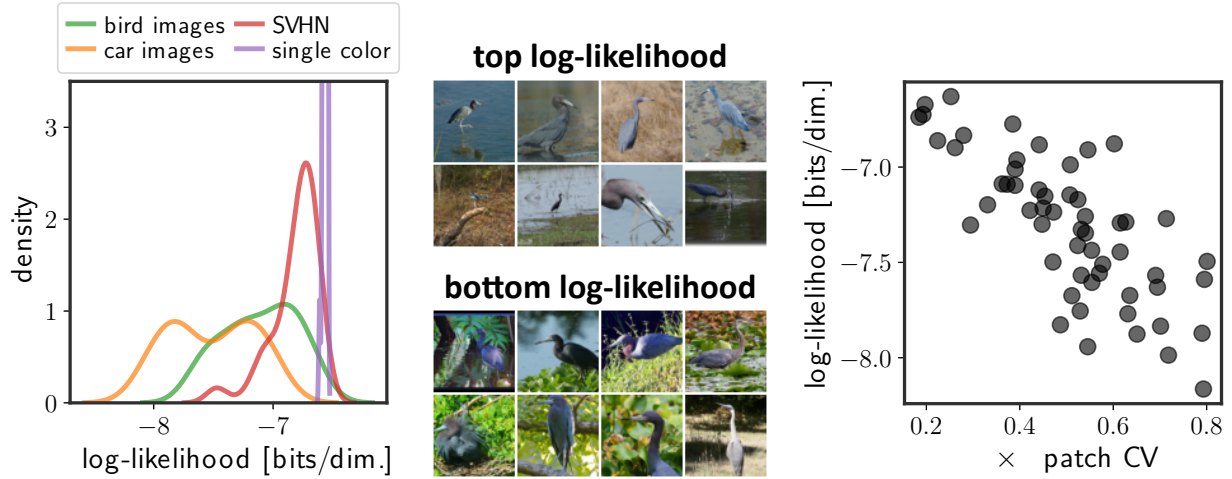 bird images
SVHN
car images
single color
3
2
1
0
density
−8
−7
log-likelihood [bits/dim.]
top log-likelihood
bottom log-likelihood
log-likelihood [bits/dim.]
−7.0
−7.5
−8.0
0.2
0.4
0.6
0.8
× patch CV